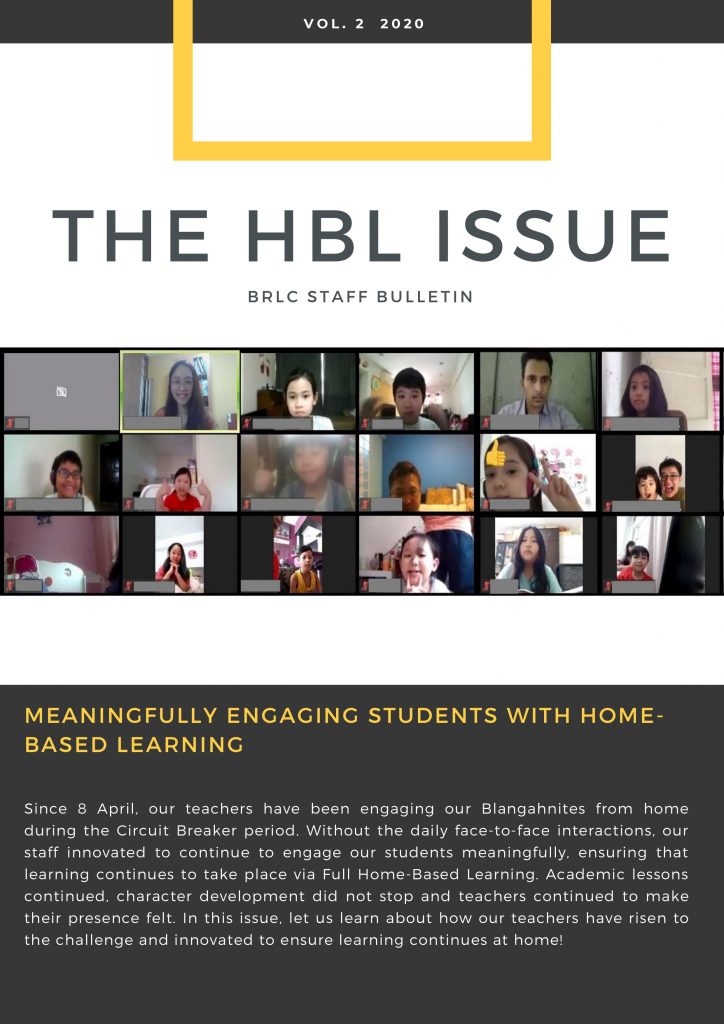 VOL. 2 2020
THE HBL ISSUE
BRLC STAFF BULLETIN
MEANINGFULLY ENGAGING STUDENTS WITH HOME-
BASED LEARNING
Since 8 April, our teachers have been engaging our Blangahnites from home
during the Circuit Breaker period. Without the daily face-to-face interactions, our
staff innovated to continue to engage our students meaningfully, ensuring that
learning continues to take place via Full Home-Based Learning. Academic lessons
continued, character development did not stop and teachers continued to make
their presence felt. In this issue, let us learn about how our teachers have risen to
the challenge and innovated to ensure learning continues at home!